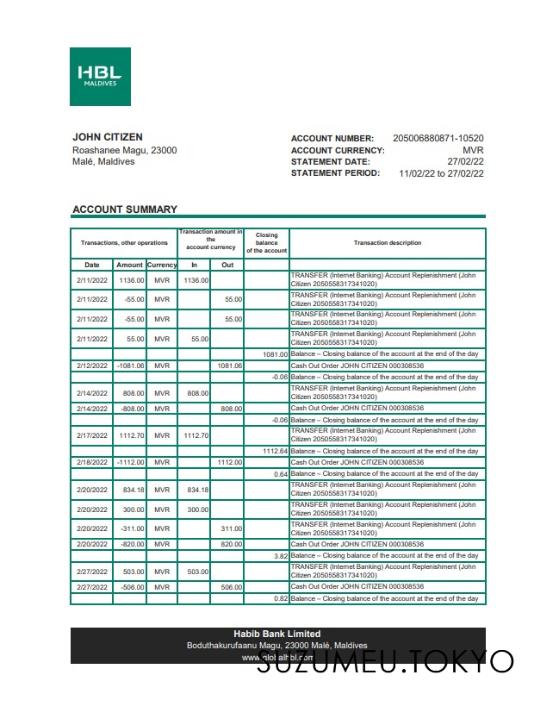 HBL
MALDIVES
JOHN CITIZEN
Roashanee Magu, 23000
Malé, Maldives
ACCOUNT NUMBER: 205006880871-10520
ACCOUNT CURRENCY: MVR
STATEMENT DATE: 27/02/22
STATEMENT PERIOD: 11/02/22 to 27/02/22
ACCOUNT SUMMARY
Transactions, other operations
Transaction amount in
the
account currency
Closing
balance
of the account
Transaction description
Date Amount Currency In Out
2/11/2022 1136.00 MVR 1136.00 TRANSFER (Internet Banking) Account Replenishment (John
Citizen 2050558317341020)
2/11/2022 -55.00 MVR 55.00 TRANSFER (Internet Banking) Account Replenishment (John
Citizen 2050558317341020)
2/11/2022 -55.00 MVR 55.00 TRANSFER (Internet Banking) Account Replenishment (John
Citizen 2050558317341020)
2/11/2022 55.00 MVR 55.00 TRANSFER (Internet Banking) Account Replenishment (John
Citizen 2050558317341020)
1081.00 Balance – Closing balance of the account at the end of the day
2/12/2022 -1081.06 MVR 1081.06 Cash Out Order JOHN CITIZEN 000308536
-0.06 Balance – Closing balance of the account at the end of the day
2/14/2022 808.00 MVR 808.00 TRANSFER (Internet Banking) Account Replenishment (John
Citizen 2050558317341020)
2/14/2022 -808.00 MVR 808.00 Cash Out Order JOHN CITIZEN 000308536
-0.06 Balance – Closing balance of the account at the end of the day
2/17/2022 1112.70 MVR 1112.70 TRANSFER (Internet Banking) Account Replenishment (John
Citizen 2050558317341020)
1112.64 Balance – Closing balance of the account at the end of the day
2/18/2022 -1112.00 MVR 1112.00 Cash Out Order JOHN CITIZEN 000308536
0.64 Balance – Closing balance of the account at the end of the day
2/20/2022 834.18 MVR 834.18 TRANSFER (Internet Banking) Account Replenishment (John
Citizen 2050558317341020)
2/20/2022 300.00 MVR 300.00 TRANSFER (Internet Banking) Account Replenishment (John
Citizen 2050558317341020)
2/20/2022 -311.00 MVR 311.00 TRANSFER (Internet Banking) Account Replenishment (John
Citizen 2050558317341020)
2/20/2022 -820.00 MVR 820.00 Cash Out Order JOHN CITIZEN 000308536
3.82 Balance – Closing balance of the account at the end of the day
2/27/2022 503.00 MVR 503.00 TRANSFER (Internet Banking) Account Replenishment (John
Citizen 2050558317341020)
2/27/2022 -506.00 MVR 506.00 Cash Out Order JOHN CITIZEN 000308536
0.82 Balance – Closing balance of the account at the end of the day
Habib Bank Limited
Boduthakurufaanu Magu, 23000 Malé, Maldives
www.globalhbl.com
SUZUMEU.TOKYO